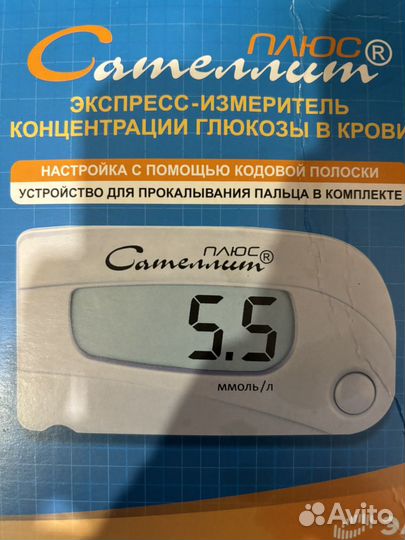 ПЛЮС
Сателлит®
ЭКСПРЕСС-ИЗМЕРИТЕЛЬ
КОНЦЕНТРАЦИИ ГЛЮКОЗЫ В КРОВИ
НАСТРОЙКА С ПОМОЩЬЮ КОДОВОЙ ПОЛОСКИ
УСТРОЙСТВО ДЛЯ ПРОКАЛЫВАНИЯ ПАЛЬЦА В КОМПЛЕКТЕ
ПЛЮС
Сателлит®
5.5
ммоль/л
Avito